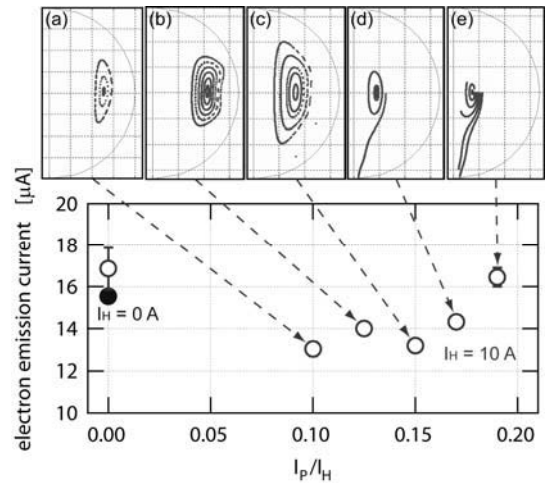 (a) (b) (c) (d) (e)
electron emission current [μA]
20
18
16
14
12
10
IH = 0 A
IH = 10 A
0.00 0.05 0.10 0.15 0.20
IP/IH